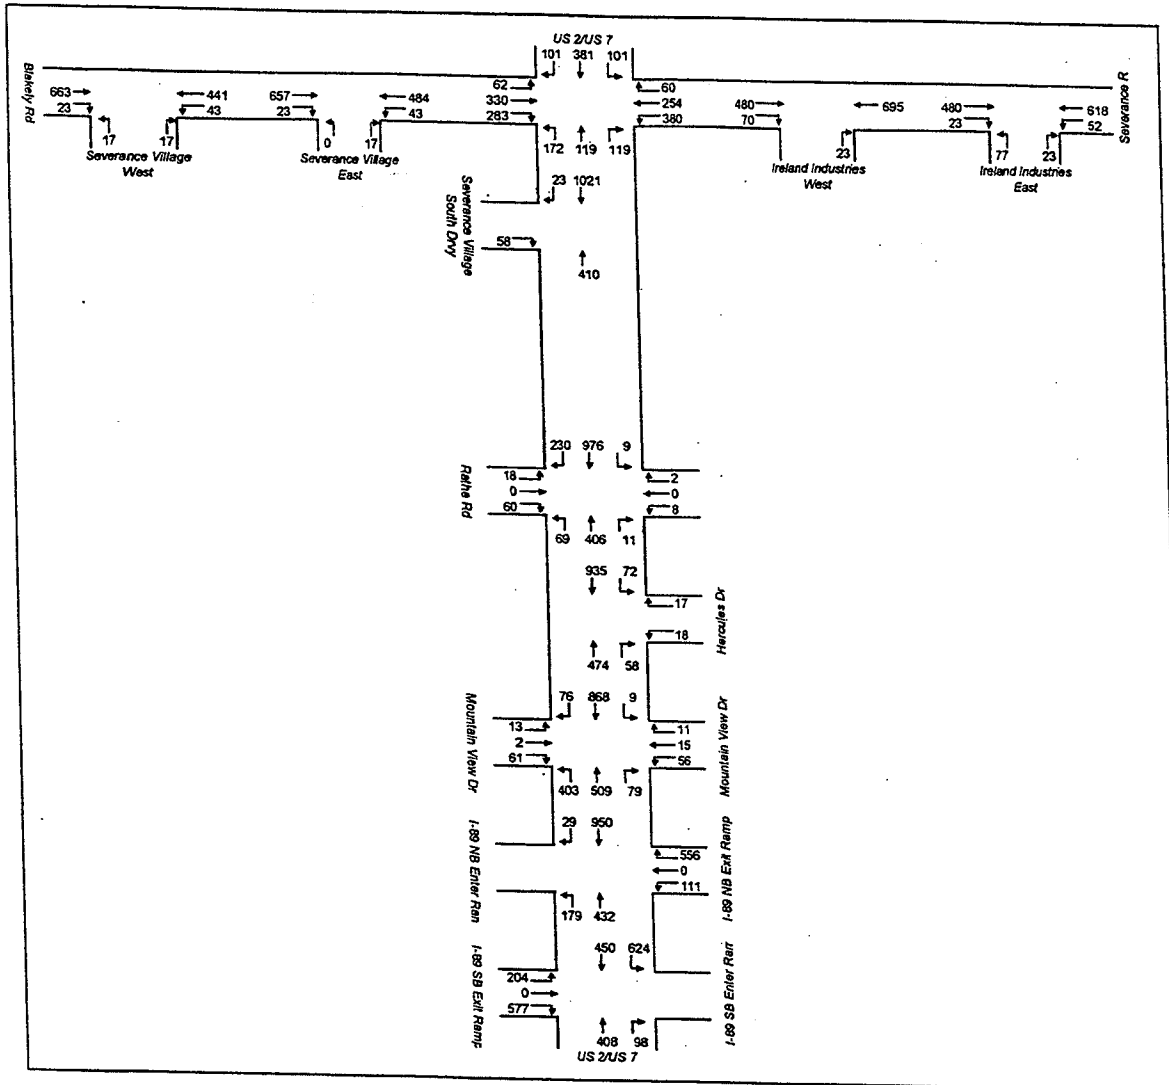 US 2/US 7
101 381 101
Blakely Rd
663
23
17
441
43
17
Severance Village
West
657
23
0
484
43
17
Severance Village
East
62
330
283
60
254
380
172 119 119
480
70
695
23
Ireland Industries
West
480
23
77
618
52
23
Ireland Industries
East
Severance R
23 1021
Severance Village
South Drvy
58
410
230 976 9
Rathe Rd
18
0
60
2
0
8
69 406 11
935 72
17
18
Hercules Dr
474 58
76 868 9
Mountain View Dr
13
2
61
11
15
56
Mountain View Dr
403 509 79
29 950
I-89 NB Enter Ran
556
0
111
I-89 NB Exit Ramp
179 432
450 624
I-89 SB Exit Ramp
204
0
577
I-89 SB Enter Ram
408 98
US 2/US 7